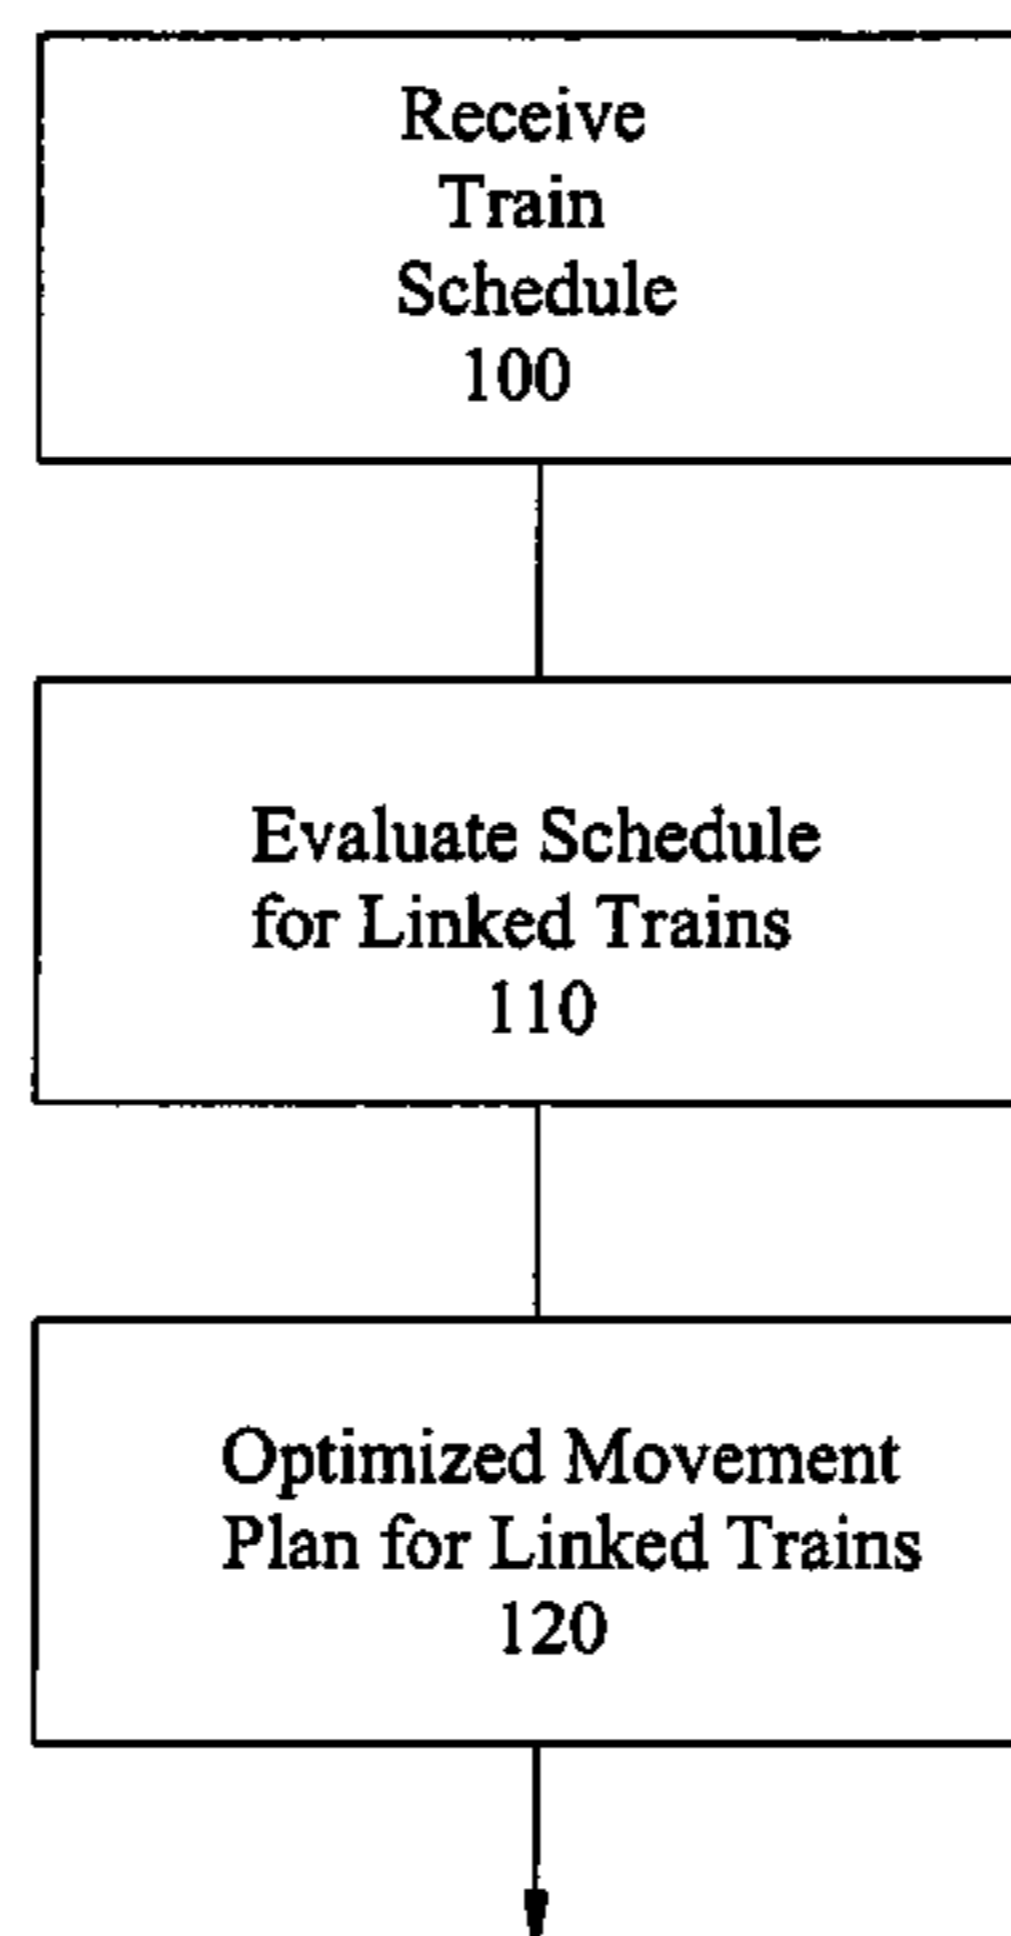 Receive
Train
Schedule
100
Evaluate Schedule
for Linked Trains
110
Optimized Movement
Plan for Linked Trains
120